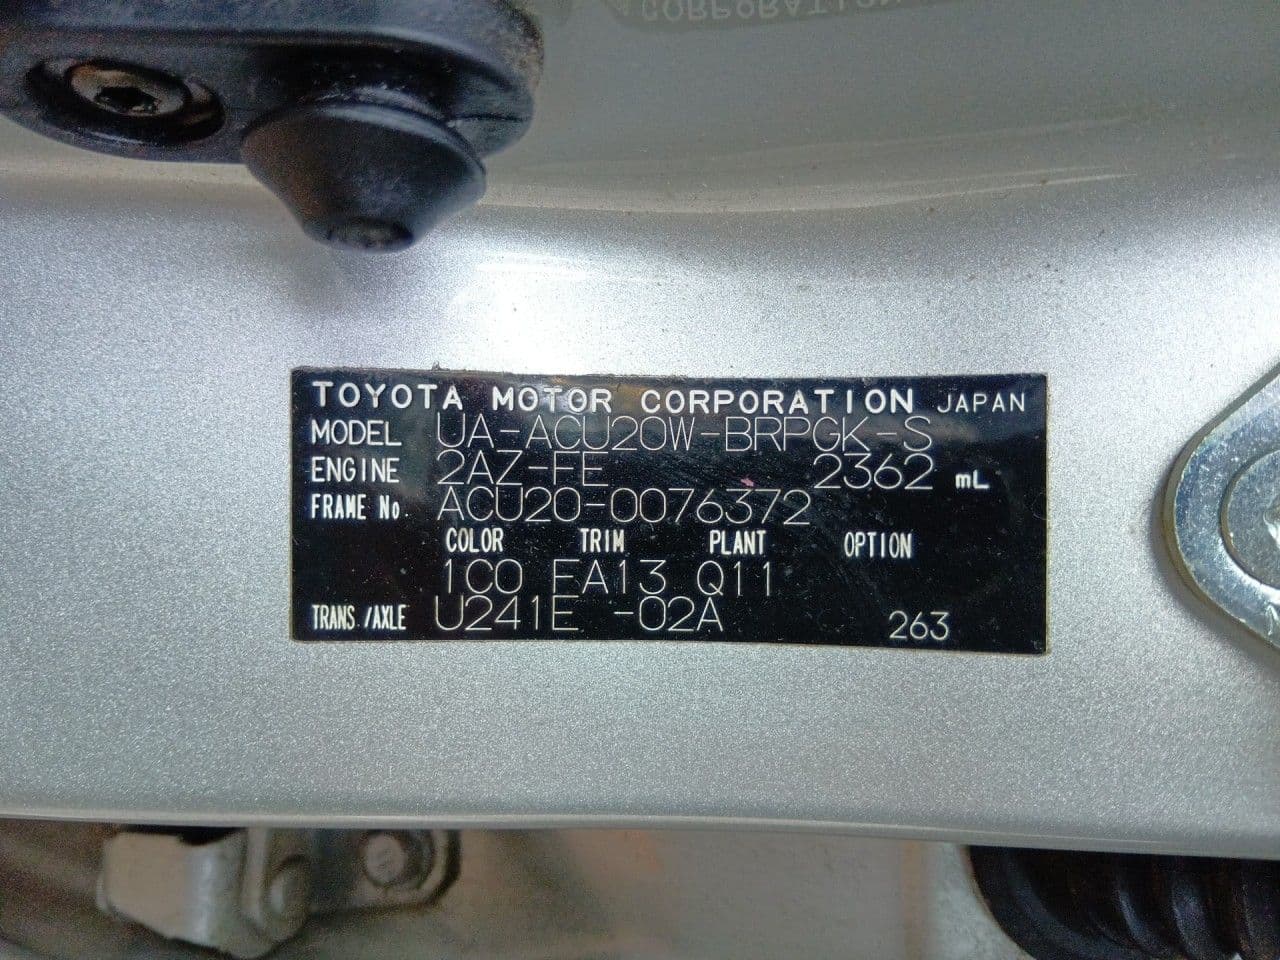 TOYOTA MOTOR CORPORATION JAPAN
MODEL UA-ACU20W-BRPGK-S
ENGINE 2AZ-FE 2362 mL
FRAME No. ACU20-0076372
COLOR TRIM PLANT OPTION
1C0 EA13 Q11
TRANS./AXLE U241E -02A 263